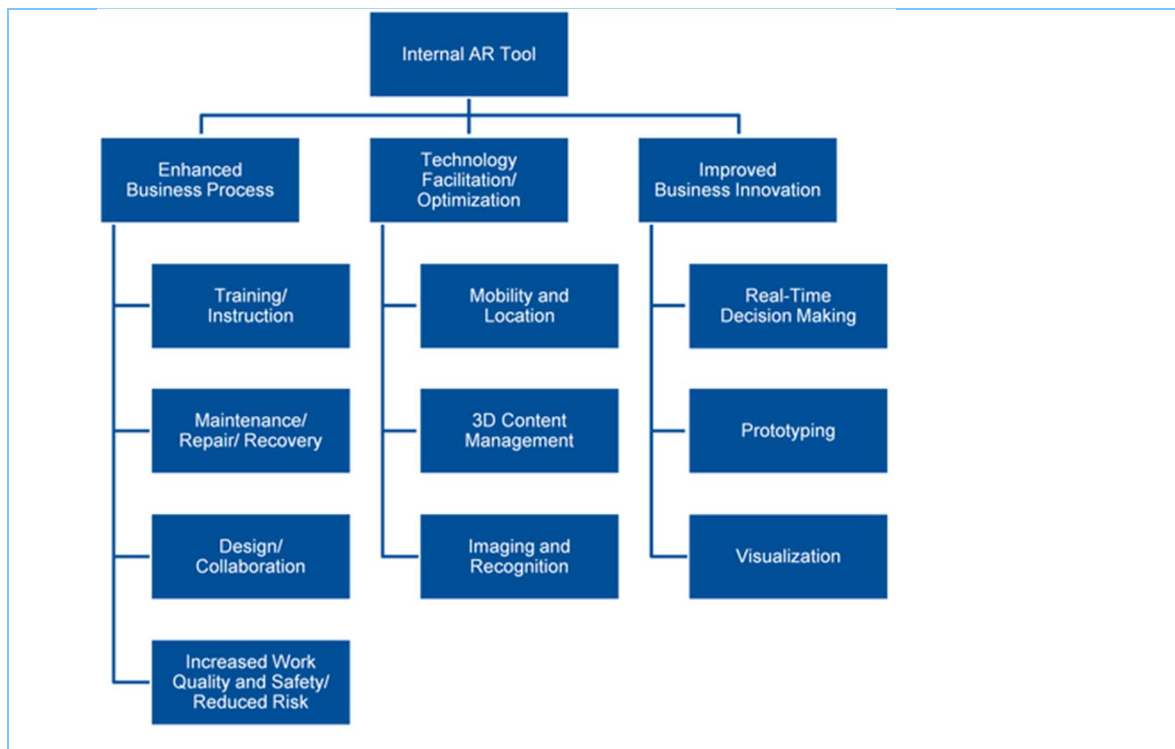 Internal AR Tool
Enhanced
Business Process
Technology
Facilitation/
Optimization
Improved
Business Innovation
Training/
Instruction
Mobility and
Location
Real-Time
Decision Making
Maintenance/
Repair/ Recovery
3D Content
Management
Prototyping
Design/
Collaboration
Imaging and
Recognition
Visualization
Increased Work
Quality and Safety/
Reduced Risk